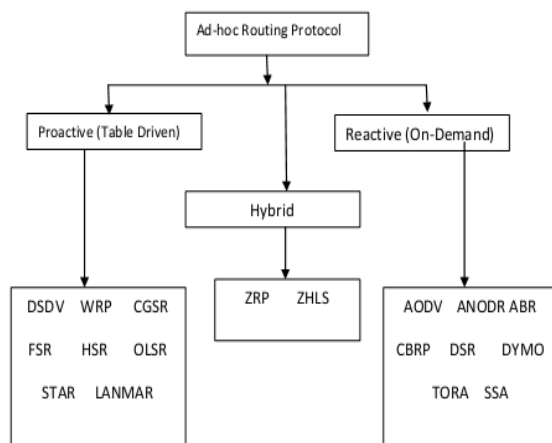 Ad-hoc Routing Protocol
Proactive (Table Driven)
Reactive (On-Demand)
Hybrid
DSDV WRP CGSR
FSR HSR OLSR
STAR LANMAR
ZRP ZHLS
AODV ANODR ABR
CBRP DSR DYMO
TORA SSA